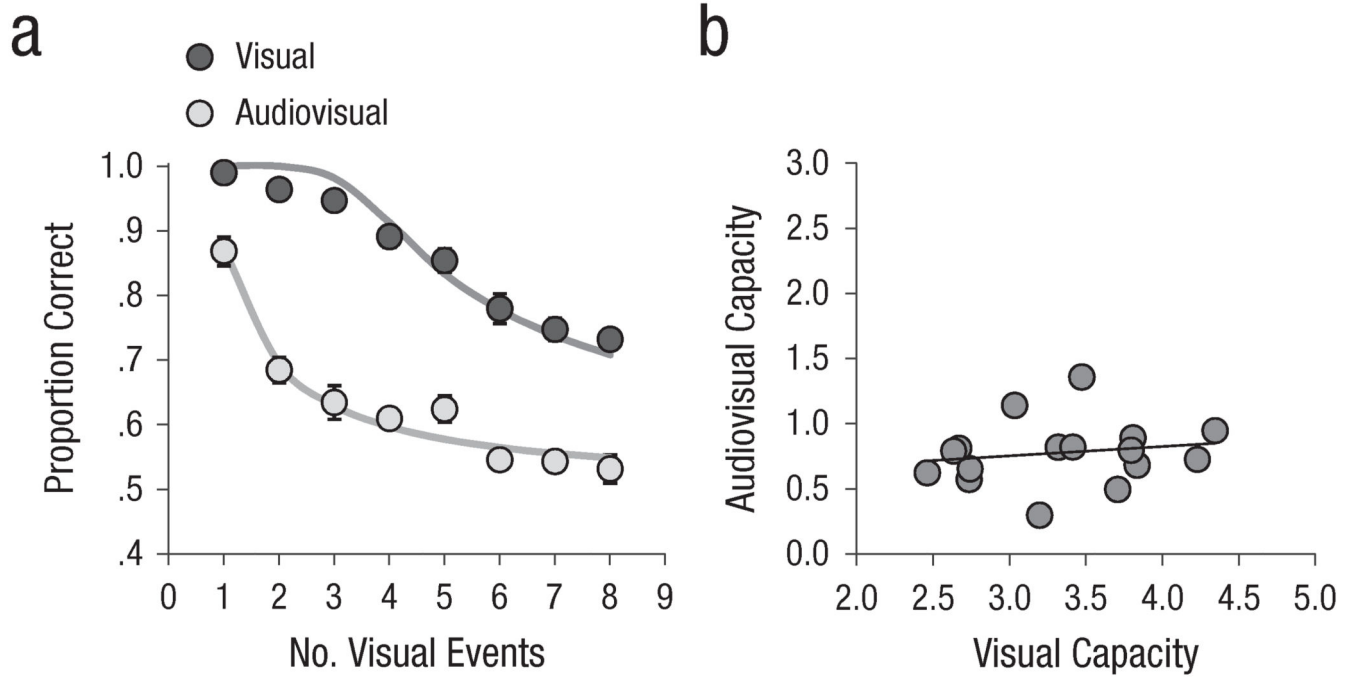 a
Visual
Audiovisual
1.0
.9
.8
.7
.6
.5
.4
Proportion Correct
0 1 2 3 4 5 6 7 8 9
No. Visual Events
b
3.0
2.5
2.0
1.5
1.0
0.5
0.0
Audiovisual Capacity
2.0 2.5 3.0 3.5 4.0 4.5 5.0
Visual Capacity